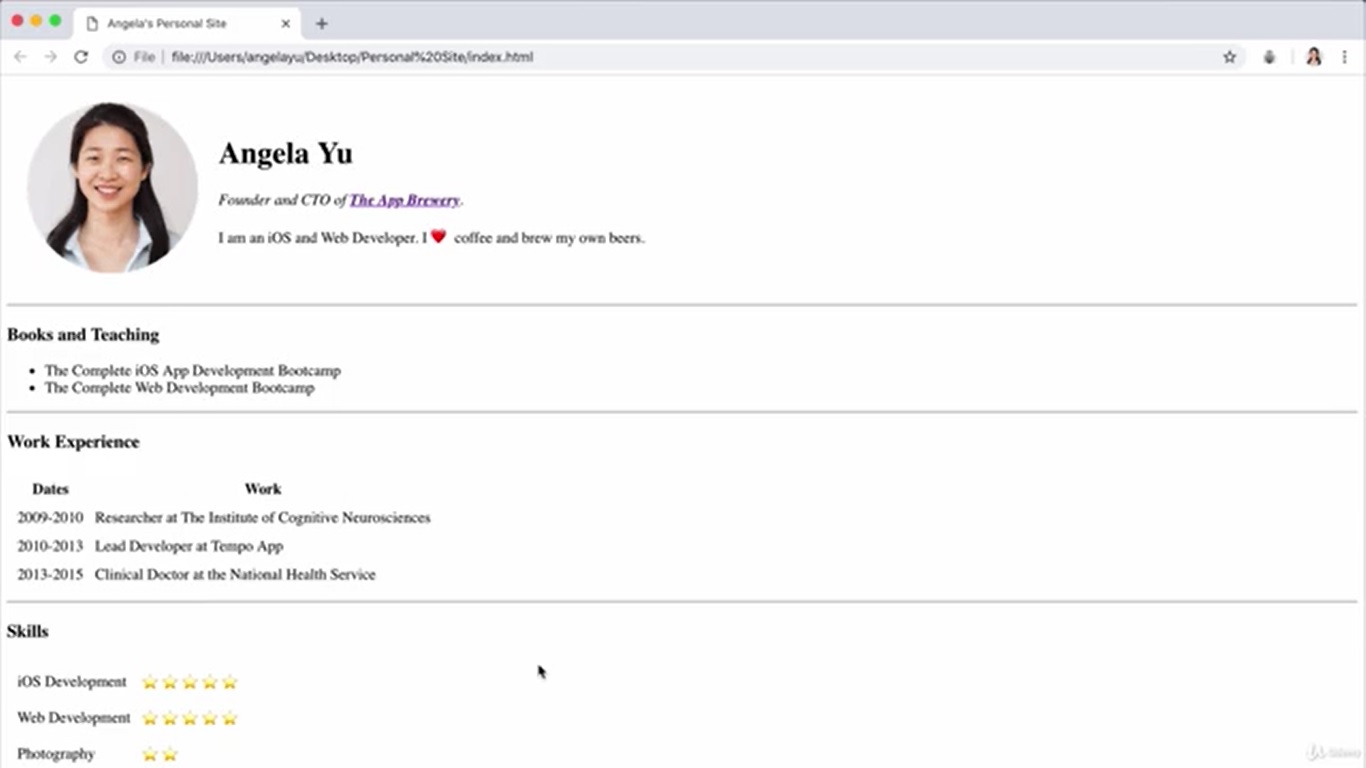 Angela's Personal Site
File | file:///Users/angelayu/Desktop/Personal%20Site/index.html
Angela Yu
Founder and CTO of The App Brewery.
I am an iOS and Web Developer. I ❤️ coffee and brew my own beers.
Books and Teaching
• The Complete iOS App Development Bootcamp
• The Complete Web Development Bootcamp
Work Experience
Dates Work
2009-2010 Researcher at The Institute of Cognitive Neurosciences
2010-2013 Lead Developer at Tempo App
2013-2015 Clinical Doctor at the National Health Service
Skills
iOS Development ⭐⭐⭐⭐⭐
Web Development ⭐⭐⭐⭐⭐
Photography ⭐⭐
Udemy